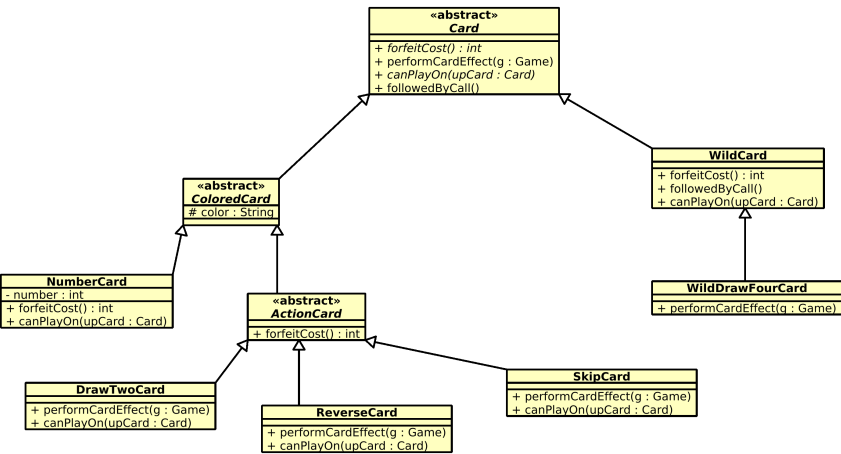 «abstract»
Card
+ forfeitCost() : int
+ performCardEffect(g : Game)
+ canPlayOn(upCard : Card)
+ followedByCall()
WildCard
+ forfeitCost() : int
+ followedByCall()
+ canPlayOn(upCard : Card)
«abstract»
ColoredCard
# color : String
NumberCard
- number : int
+ forfeitCost() : int
+ canPlayOn(upCard : Card)
«abstract»
ActionCard
+ forfeitCost() : int
WildDrawFourCard
+ performCardEffect(g : Game)
DrawTwoCard
+ performCardEffect(g : Game)
+ canPlayOn(upCard : Card)
ReverseCard
+ performCardEffect(g : Game)
+ canPlayOn(upCard : Card)
SkipCard
+ performCardEffect(g : Game)
+ canPlayOn(upCard : Card)